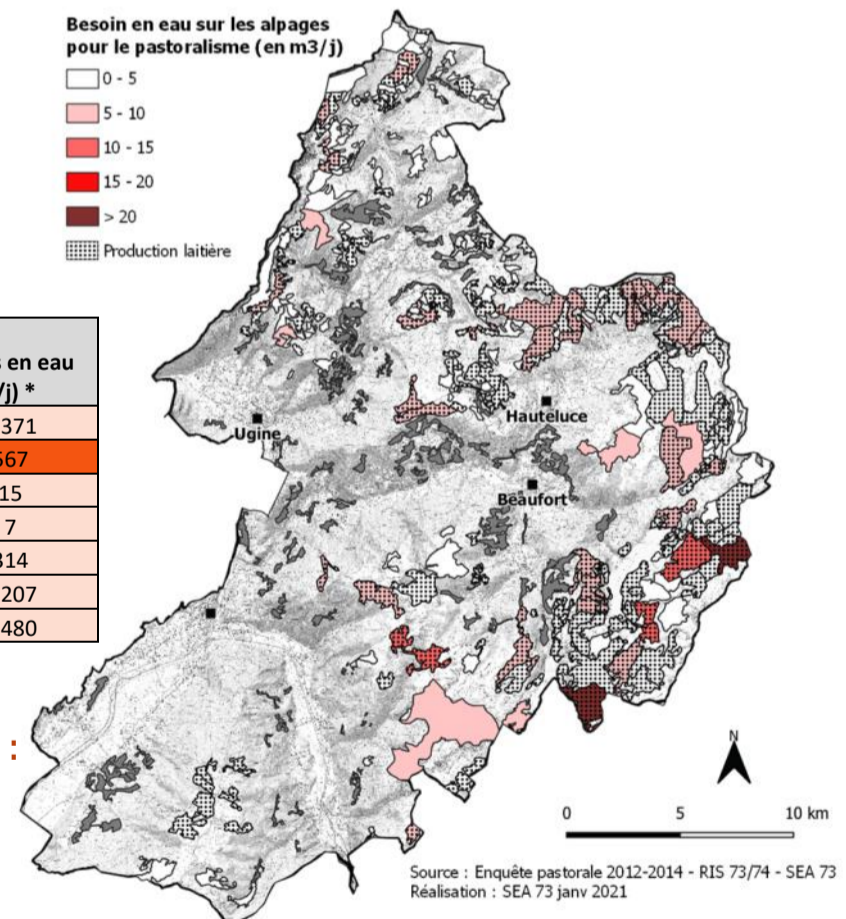 Besoin en eau sur les alpages
pour le pastoralisme (en m3/j)
0 - 5
5 - 10
10 - 15
15 - 20
> 20
Production laitière
en eau
/j) *
371
567
15
7
314
207
480
:
Ugine
Hauteluce
Beaufort
N
0 5 10 km
Source : Enquête pastorale 2012-2014 - RIS 73/74 - SEA 73
Réalisation : SEA 73 janv 2021